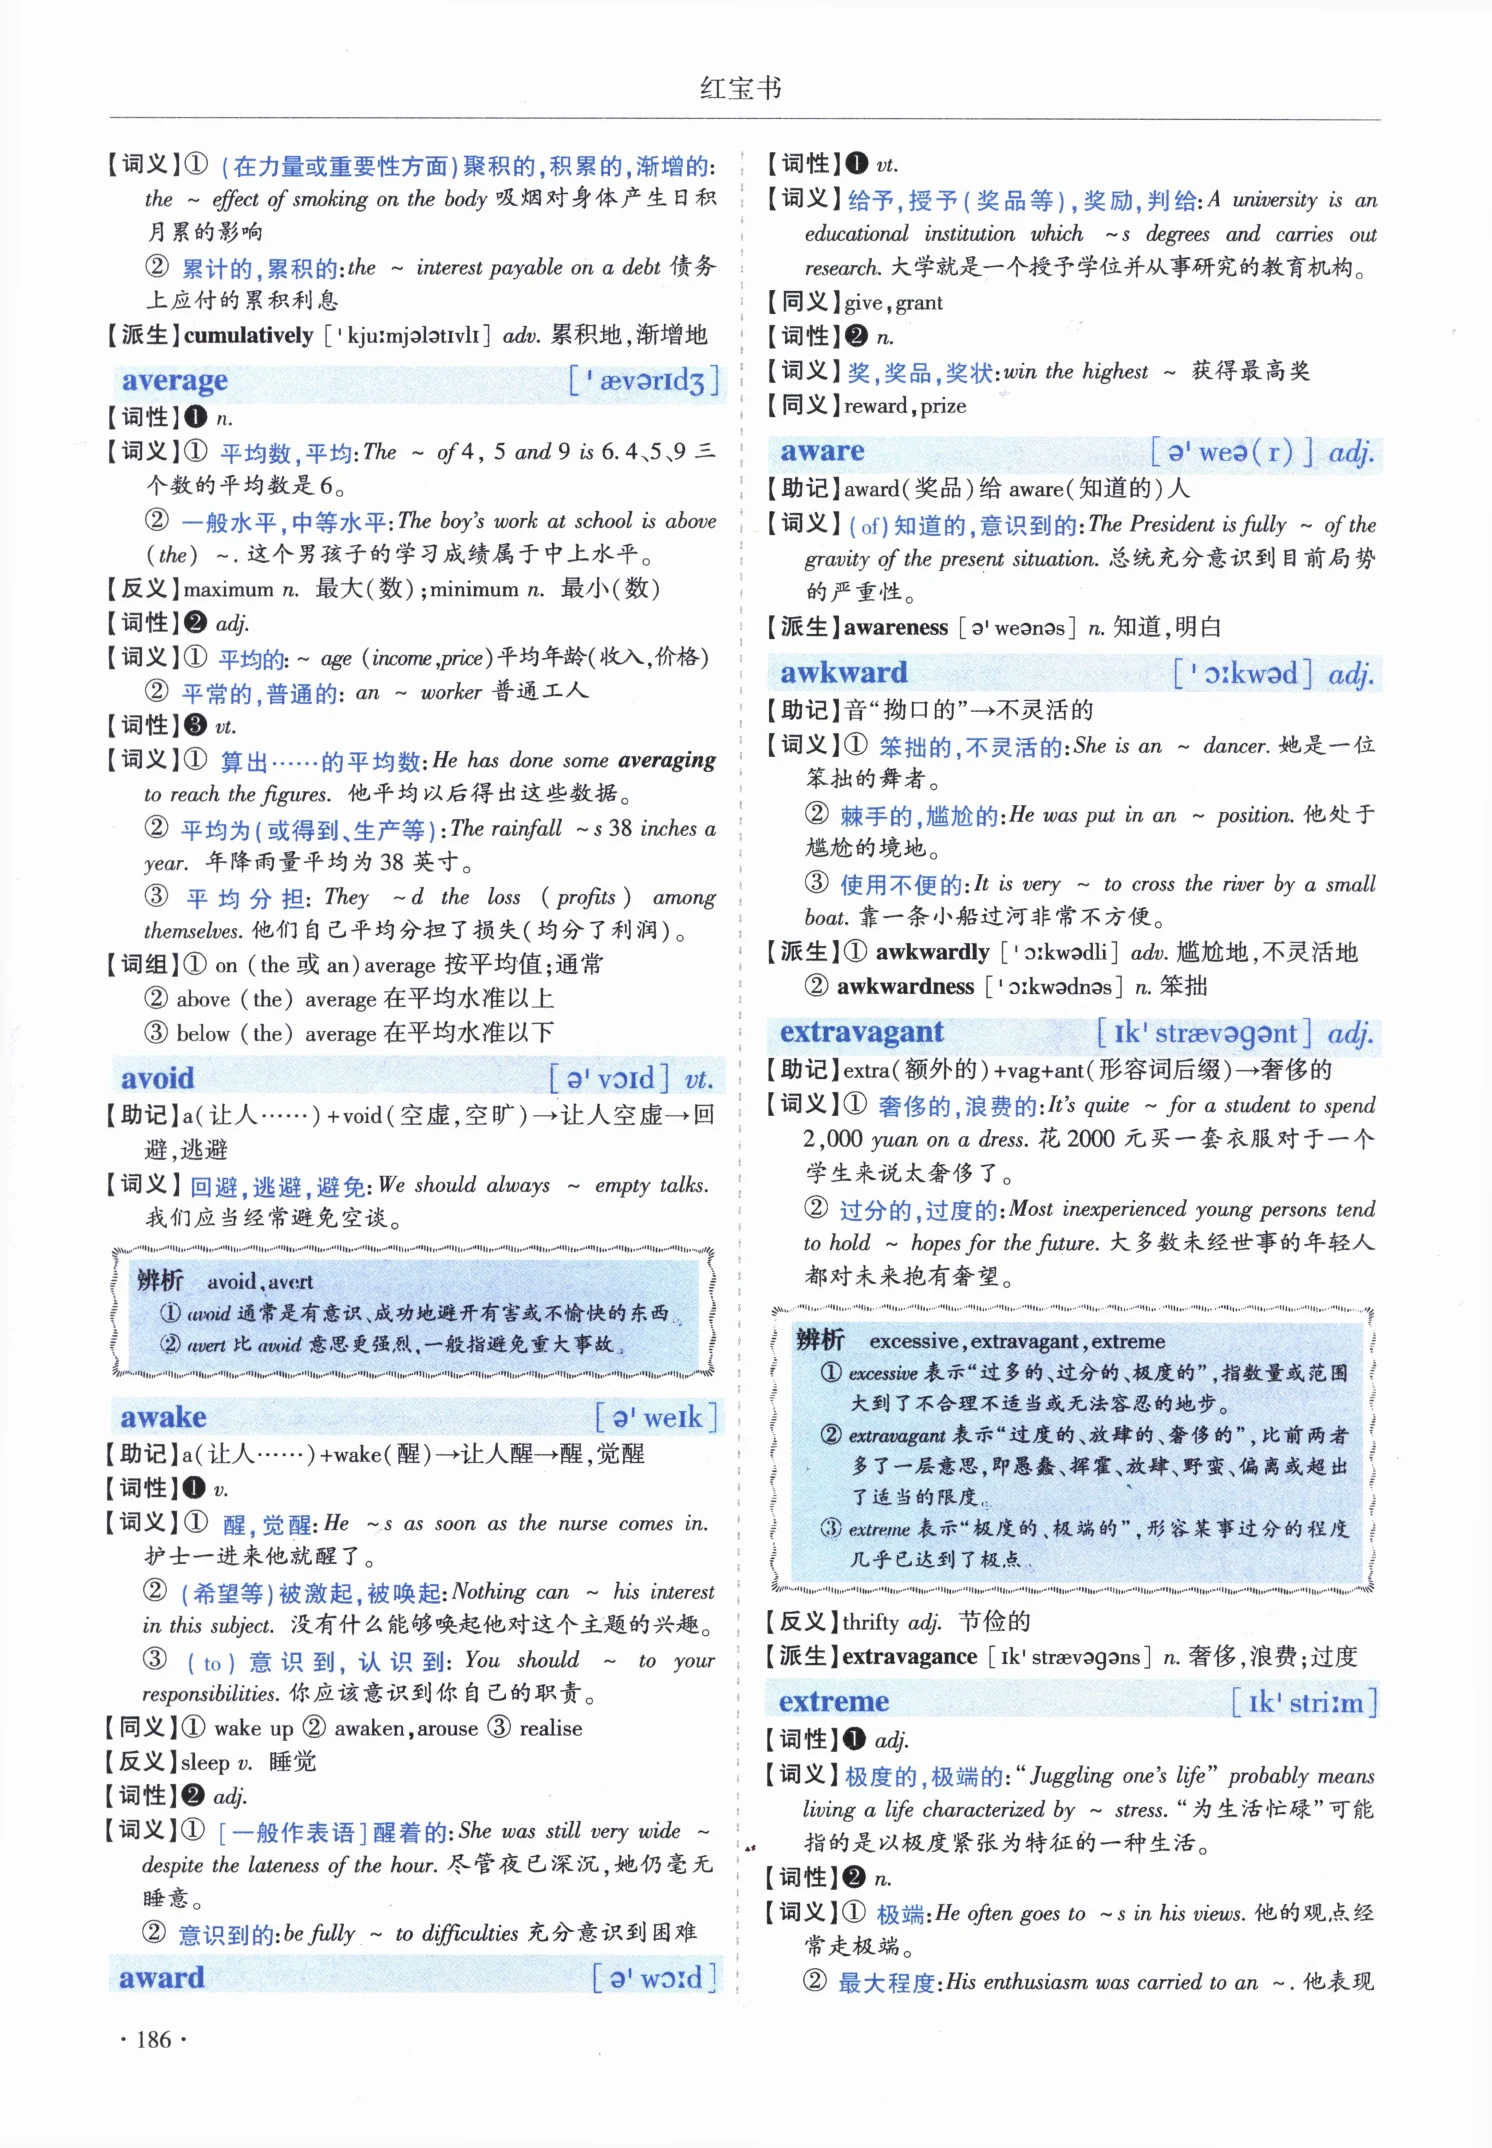 红宝书
【词义】① (在力量或重要性方面)聚积的,积累的,渐增的:
the ~ effect of smoking on the body 吸烟对身体产生日积
月累的影响
② 累计的,累积的:the ~ interest payable on a debt 债务
上应付的累积利息
【派生】cumulatively [ˈkjuːmjələtɪvlɪ] adv. 累积地,渐增地
average [ˈævərɪdʒ]
【词性】❶ n.
【词义】① 平均数,平均:The ~ of 4, 5 and 9 is 6. 4、5、9 三
个数的平均数是6。
② 一般水平,中等水平:The boy's work at school is above
(the) ~. 这个男孩子的学习成绩属于中上水平。
【反义】maximum n. 最大(数);minimum n. 最小(数)
【词性】❷ adj.
【词义】① 平均的: ~ age (income,price)平均年龄(收入,价格)
② 平常的,普通的: an ~ worker 普通工人
【词性】❸ vt.
【词义】① 算出……的平均数:He has done some averaging
to reach the figures. 他平均以后得出这些数据。
② 平均为(或得到、生产等):The rainfall ~s 38 inches a
year. 年降雨量平均为 38 英寸。
③ 平均分担: They ~d the loss (profits) among
themselves. 他们自己平均分担了损失(均分了利润)。
【词组】① on (the 或 an) average 按平均值;通常
② above (the) average 在平均水准以上
③ below (the) average 在平均水准以下
avoid [əˈvɔɪd] vt.
【助记】a(让人……)+void(空虚,空旷)→让人空虚→回
避,逃避
【词义】回避,逃避,避免: We should always ~ empty talks.
我们应当经常避免空谈。
辨析 avoid,avert
① avoid 通常是有意识、成功地避开有害或不愉快的东西。
② avert 比 avoid 意思更强烈,一般指避免重大事故。
awake [əˈweɪk]
【助记】a(让人……)+wake(醒)→让人醒→醒,觉醒
【词性】❶ v.
【词义】① 醒,觉醒: He ~s as soon as the nurse comes in.
护士一进来他就醒了。
② (希望等)被激起,被唤起:Nothing can ~ his interest
in this subject. 没有什么能够唤起他对这个主题的兴趣。
③ (to)意识到,认识到: You should ~ to your
responsibilities. 你应该意识到你自己的职责。
【同义】① wake up ② awaken,arouse ③ realise
【反义】sleep v. 睡觉
【词性】❷ adj.
【词义】① [一般作表语]醒着的:She was still very wide ~
despite the lateness of the hour. 尽管夜已深沉,她仍毫无
睡意。
② 意识到的:be fully ~ to difficulties 充分意识到困难
award [əˈwɔːd]
【词性】❶ vt.
【词义】给予,授予(奖品等),奖励,判给:A university is an
educational institution which ~s degrees and carries out
research. 大学就是一个授予学位并从事研究的教育机构。
【同义】give,grant
【词性】❷ n.
【词义】奖,奖品,奖状:win the highest ~ 获得最高奖
【同义】reward,prize
aware [əˈweə(r)] adj.
【助记】award(奖品)给 aware(知道的)人
【词义】(of)知道的,意识到的:The President is fully ~ of the
gravity of the present situation. 总统充分意识到目前局势
的严重性。
【派生】awareness [əˈweənəs] n. 知道,明白
awkward [ˈɔːkwəd] adj.
【助记】音“拗口的”→不灵活的
【词义】① 笨拙的,不灵活的:She is an ~ dancer. 她是一位
笨拙的舞者。
② 棘手的,尴尬的:He was put in an ~ position. 他处于
尴尬的境地。
③ 使用不便的:It is very ~ to cross the river by a small
boat. 靠一条小船过河非常不方便。
【派生】① awkwardly [ˈɔːkwədli] adv. 尴尬地,不灵活地
② awkwardness [ˈɔːkwədnəs] n. 笨拙
extravagant [ɪkˈstrævəgənt] adj.
【助记】extra(额外的)+vag+ant(形容词后缀)→奢侈的
【词义】① 奢侈的,浪费的:It's quite ~ for a student to spend
2,000 yuan on a dress. 花 2000 元买一套衣服对于一个
学生来说太奢侈了。
② 过分的,过度的:Most inexperienced young persons tend
to hold ~ hopes for the future. 大多数未经世事的年轻人
都对未来抱有奢望。
辨析 excessive,extravagant,extreme
① excessive 表示“过多的、过分的、极度的”,指数量或范围
大到了不合理不适当或无法容忍的地步。
② extravagant 表示“过度的、放肆的、奢侈的”,比前两者
多了一层意思,即愚蠢、挥霍、放肆、野蛮、偏离或超出
了适当的限度。
③ extreme 表示“极度的、极端的”,形容某事过分的程度
几乎已达到了极点。
【反义】thrifty adj. 节俭的
【派生】extravagance [ɪkˈstrævəgəns] n. 奢侈,浪费;过度
extreme [ɪkˈstriːm]
【词性】❶ adj.
【词义】极度的,极端的:“Juggling one's life” probably means
living a life characterized by ~ stress. “为生活忙碌”可能
指的是以极度紧张为特征的一种生活。
【词性】❷ n.
【词义】① 极端:He often goes to ~s in his views. 他的观点经
常走极端。
② 最大程度:His enthusiasm was carried to an ~. 他表现
·186·